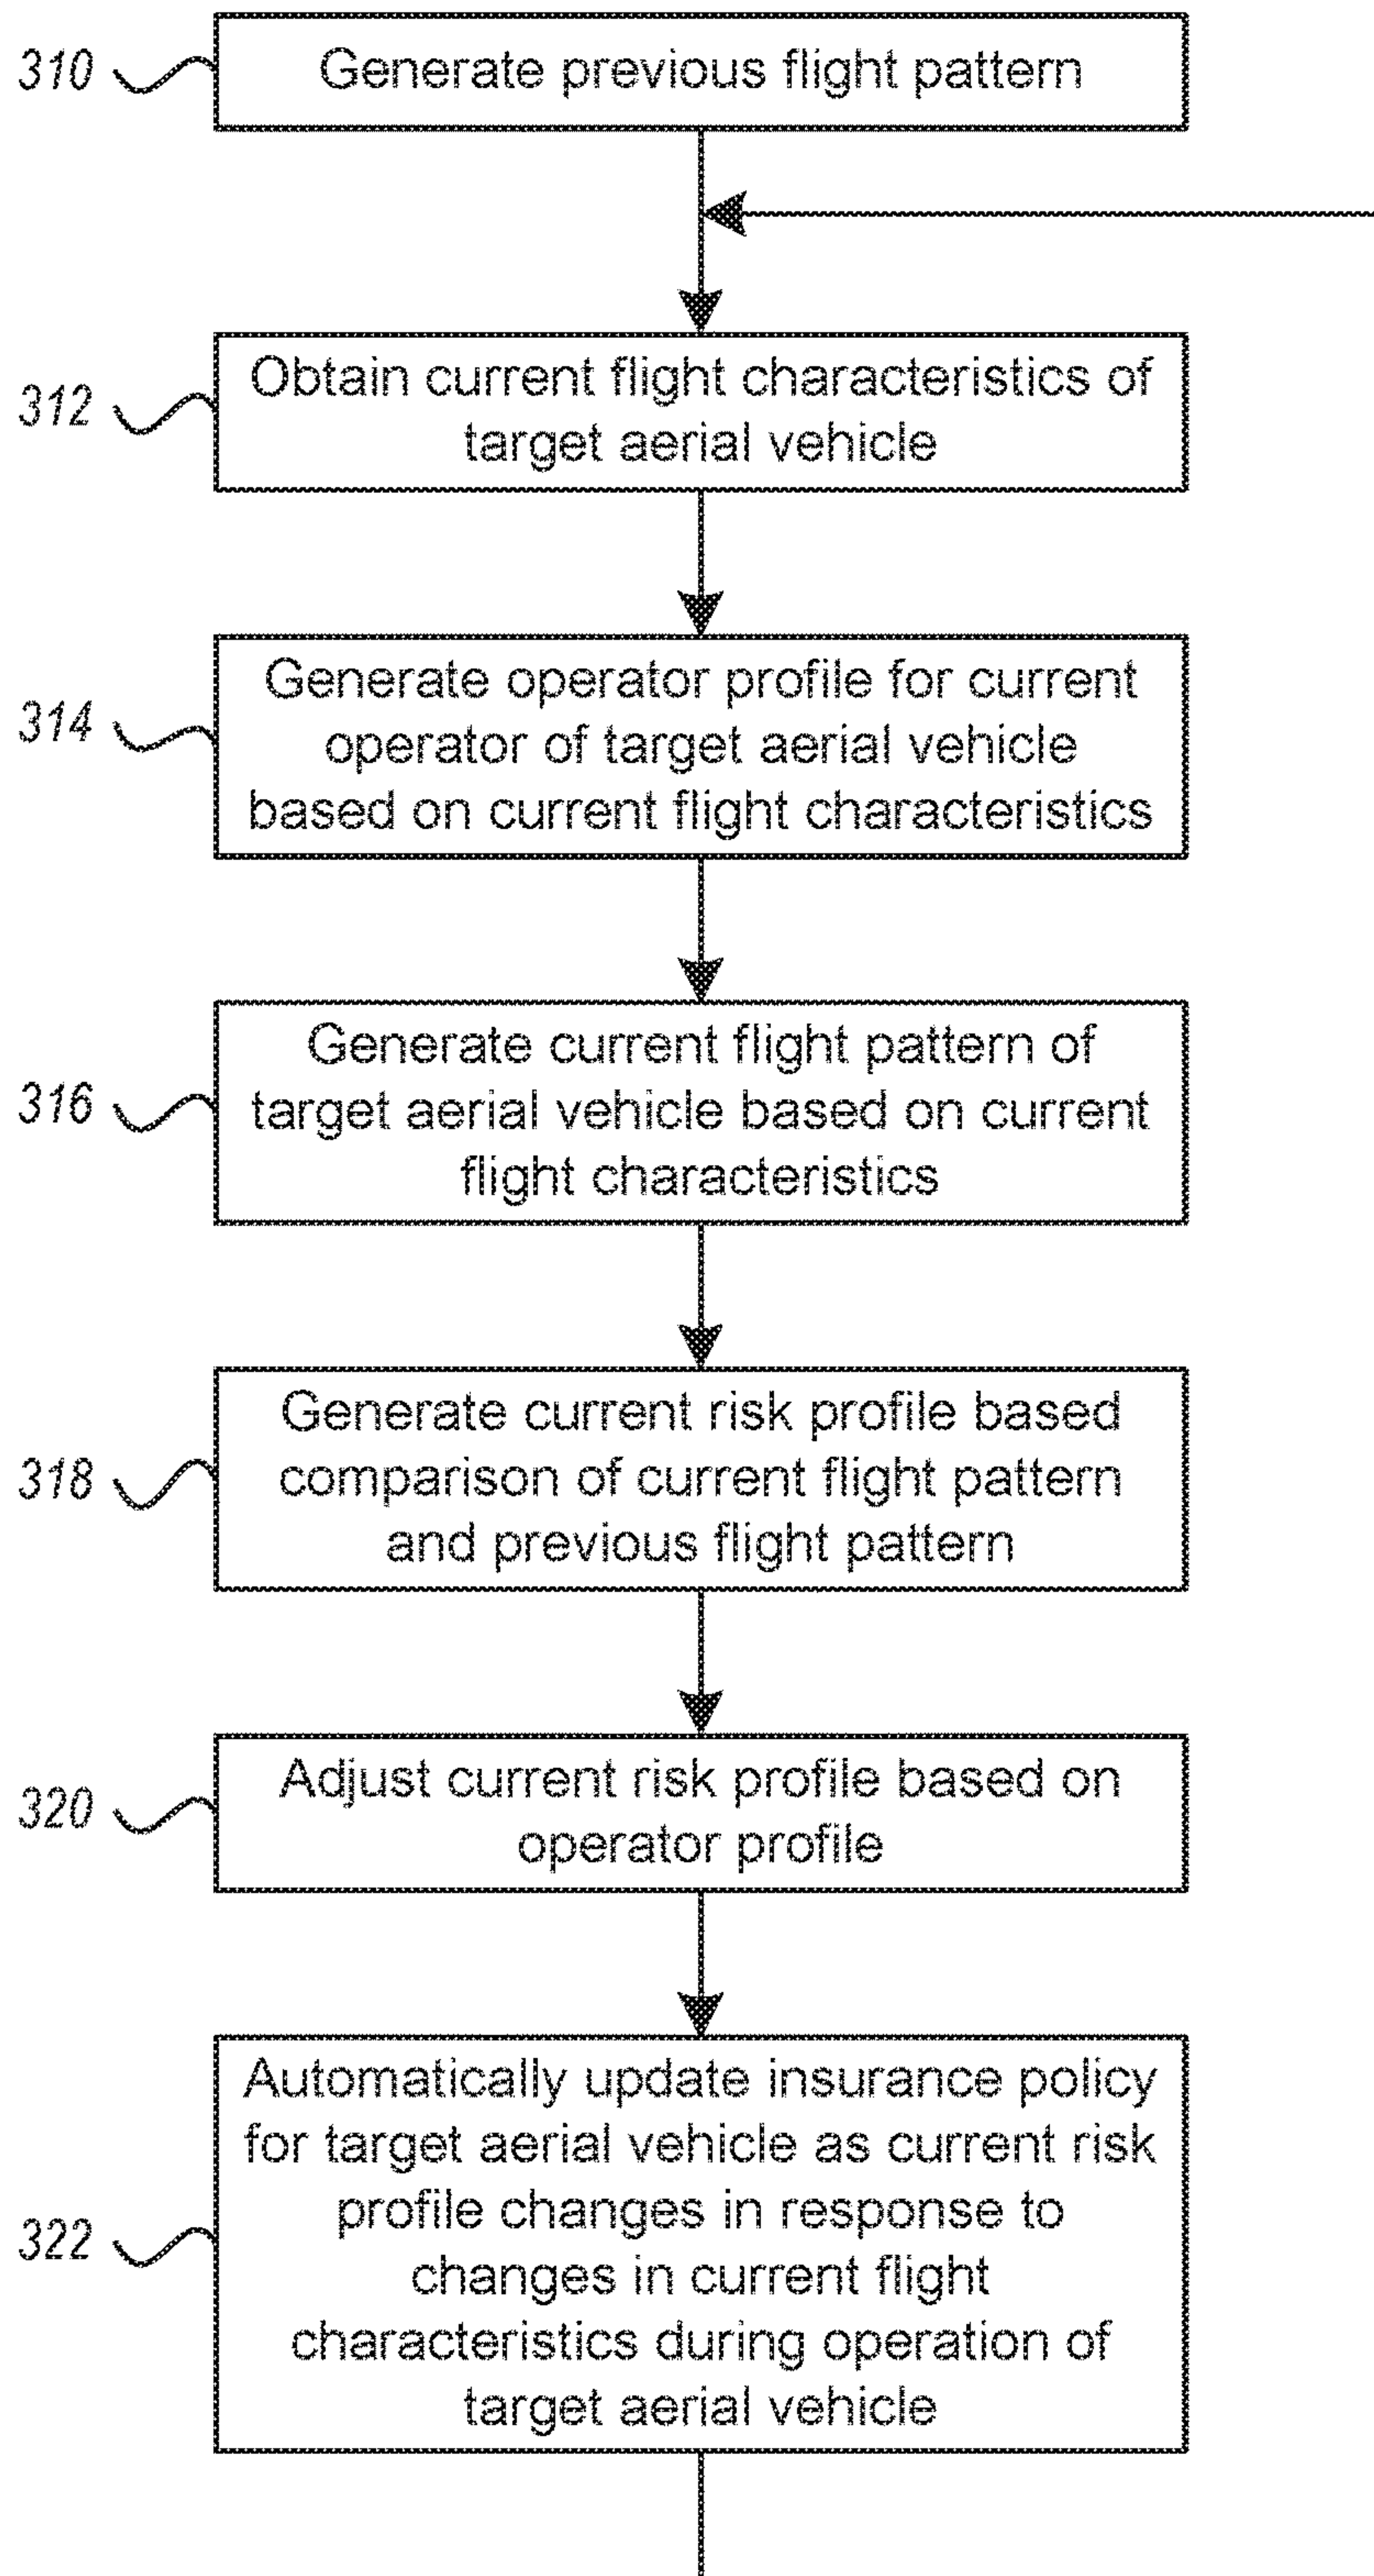 310
Generate previous flight pattern
312
Obtain current flight characteristics of
target aerial vehicle
314
Generate operator profile for current
operator of target aerial vehicle
based on current flight characteristics
316
Generate current flight pattern of
target aerial vehicle based on current
flight characteristics
318
Generate current risk profile based
comparison of current flight pattern
and previous flight pattern
320
Adjust current risk profile based on
operator profile
322
Automatically update insurance policy
for target aerial vehicle as current risk
profile changes in response to
changes in current flight
characteristics during operation of
target aerial vehicle